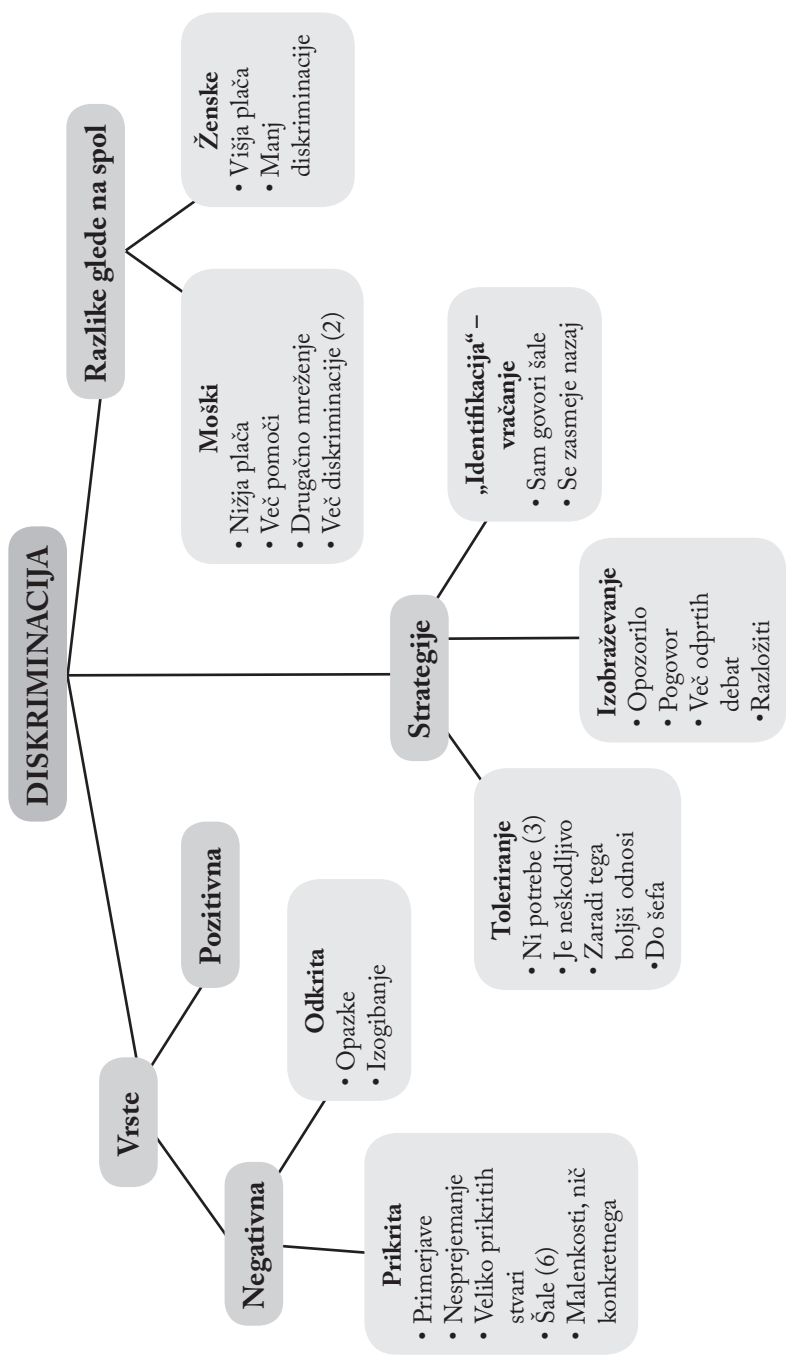 DISKRIMINACIJA
Vrste
Negativna
Prikrita
• Primerjave
• Nesprejemanje
• Veliko prikritih
stvari
• Šale (6)
• Malenkosti, nič
konkretnega
Odkrita
• Opazke
• Izogibanje
Pozitivna
Strategije
Toleriranje
• Ni potrebe (3)
• Je neškodljivo
• Zaradi tega
boljši odnosi
•Do šefa
Izobraževanje
• Opozorilo
• Pogovor
• Več odprtih
debat
•Razložiti
„Identifikacija“ –
vračanje
• Sam govori šale
• Se zasmeje nazaj
Razlike glede na spol
Moški
• Nižja plača
• Več pomoči
• Drugačno mreženje
• Več diskriminacije (2)
Ženske
• Višja plača
• Manj
diskriminacije